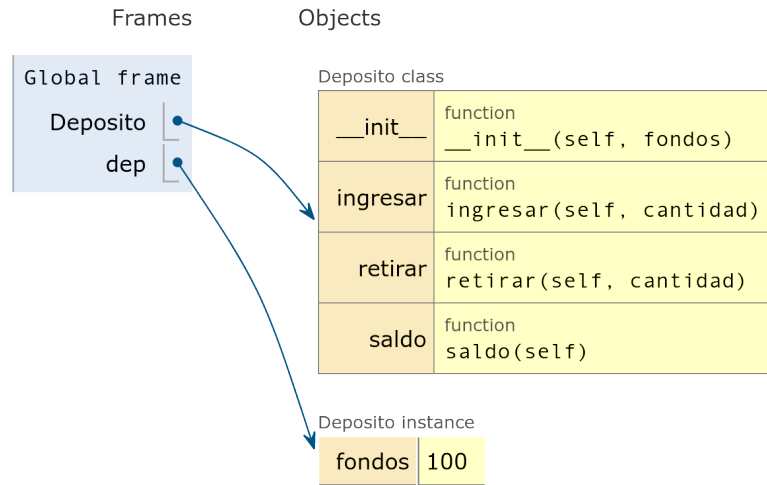 Frames Objects
Global frame
Deposito
dep
Deposito class
__init__ function
__init__(self, fondos)
ingresar function
ingresar(self, cantidad)
retirar function
retirar(self, cantidad)
saldo function
saldo(self)
Deposito instance
fondos 100